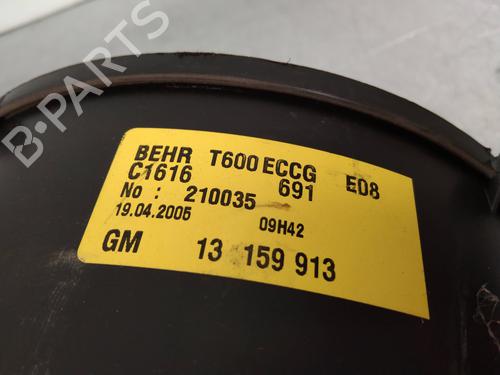 BEHR T600 ECCG E08
C1616 691
No : 210035
19.04.2005 09H42
GM 13 159 913
B-PARTS